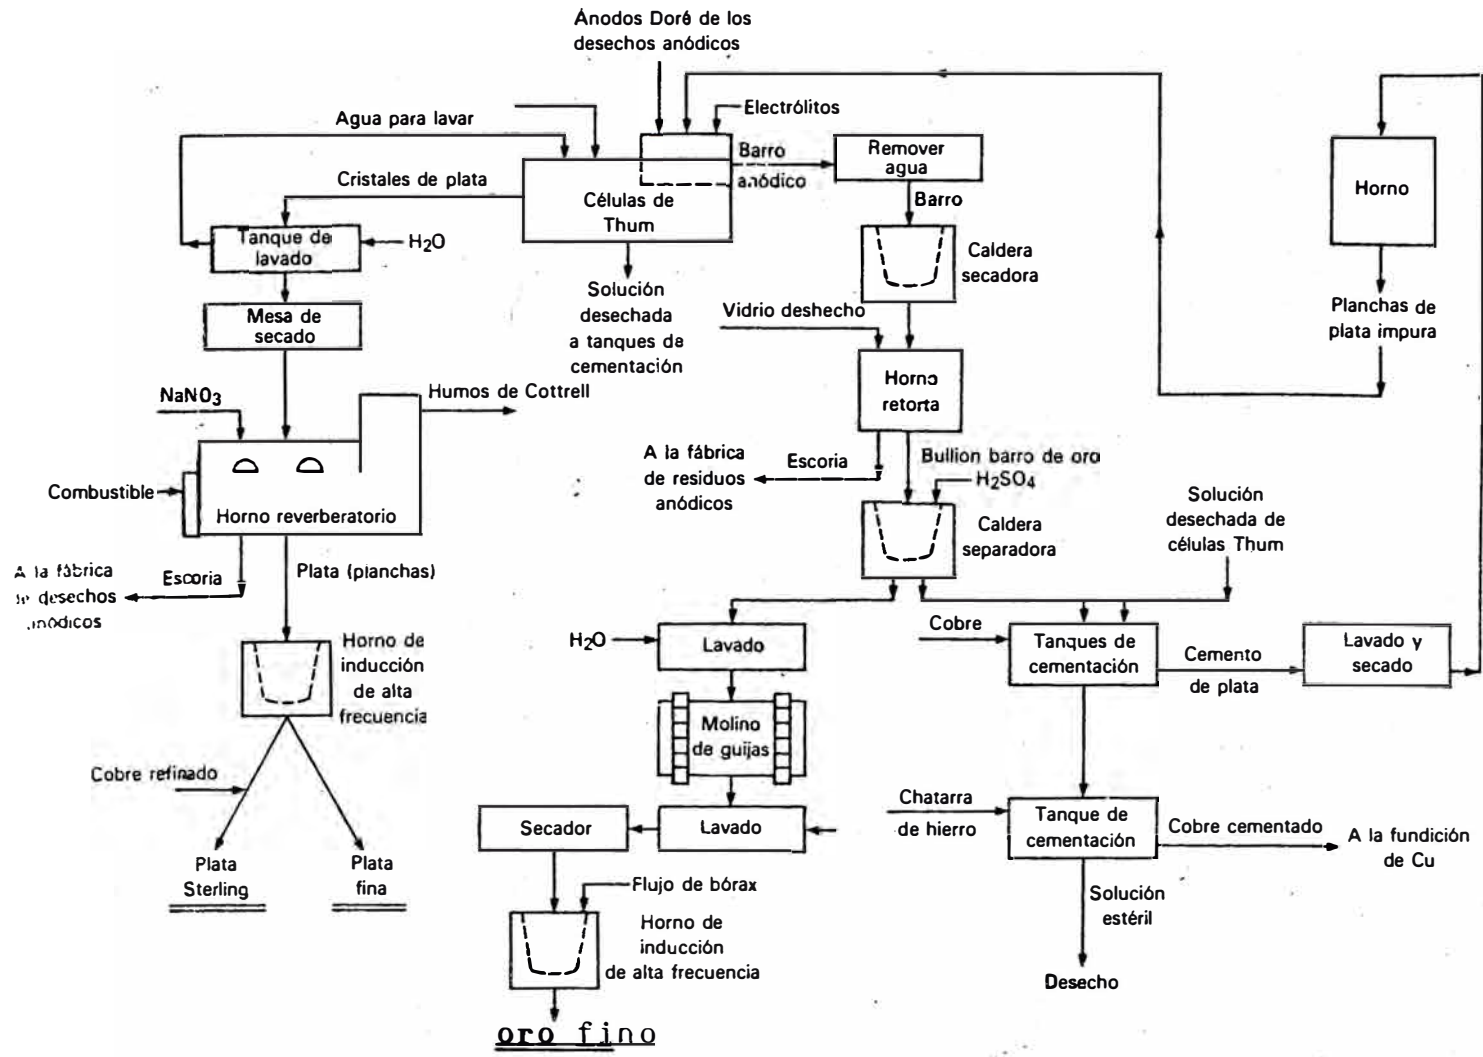 Ánodos Doré de los
desechos anódicos
Electrólitos
Agua para lavar
Barro
anódico
Remover
agua
Horno
Cristales de plata
Células de
Thum
Barro
Tanque de
lavado
H2O
Caldera
secadora
Solución
desechada
a tanques de
cementación
Mesa de
secado
Vidrio deshecho
Planchas de
plata impura
Horno
retorta
NaNO3
Humos de Cottrell
A la fábrica
de residuos
anódicos
Escoria
Bullion barro de oro
H2SO4
Combustible
Horno reverberatorio
Caldera
separadora
Solución
desechada de
células Thum
A la fábrica
de desechos
anódicos
Escoria
Plata (planchas)
Horno de
inducción
de alta
frecuencia
H2O
Lavado
Cobre
Tanques de
cementación
Cemento
de plata
Lavado y
secado
Molino
de guijas
Cobre refinado
Chatarra
de hierro
Tanque de
cementación
Cobre cementado
A la fundición
de Cu
Secador
Lavado
Plata
Sterling
Plata
fina
Flujo de bórax
Horno de
inducción
de alta frecuencia
Solución
estéril
Desecho
oro fino